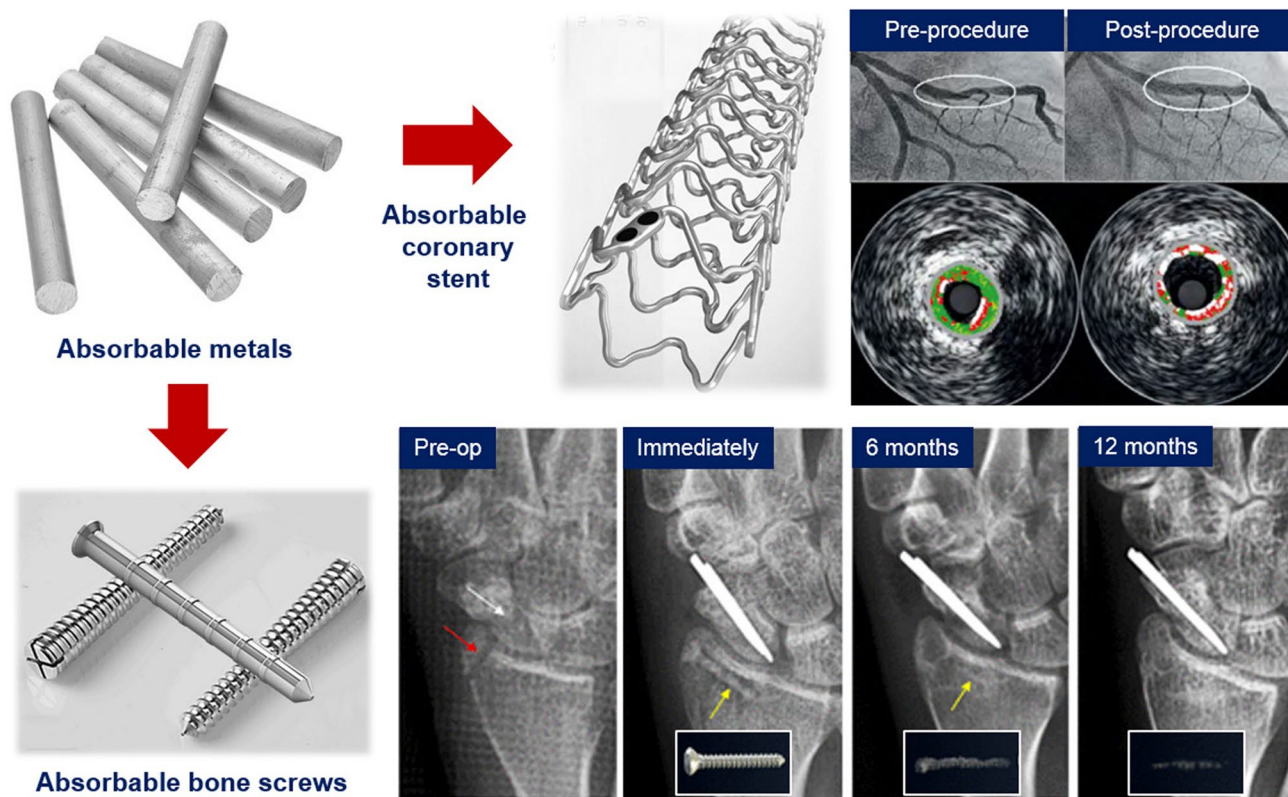 Absorbable metals
Absorbable
coronary
stent
Pre-procedure
Post-procedure
Absorbable bone screws
Pre-op
Immediately
6 months
12 months